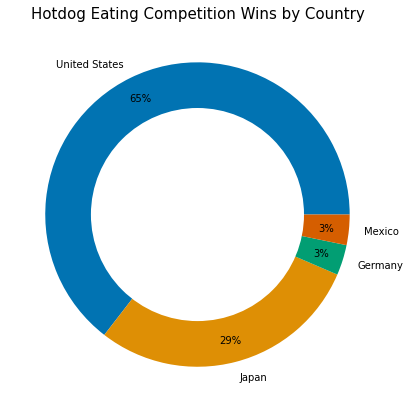 Hotdog Eating Competition Wins by Country
United States
65%
3%
Mexico
3%
Germany
29%
Japan